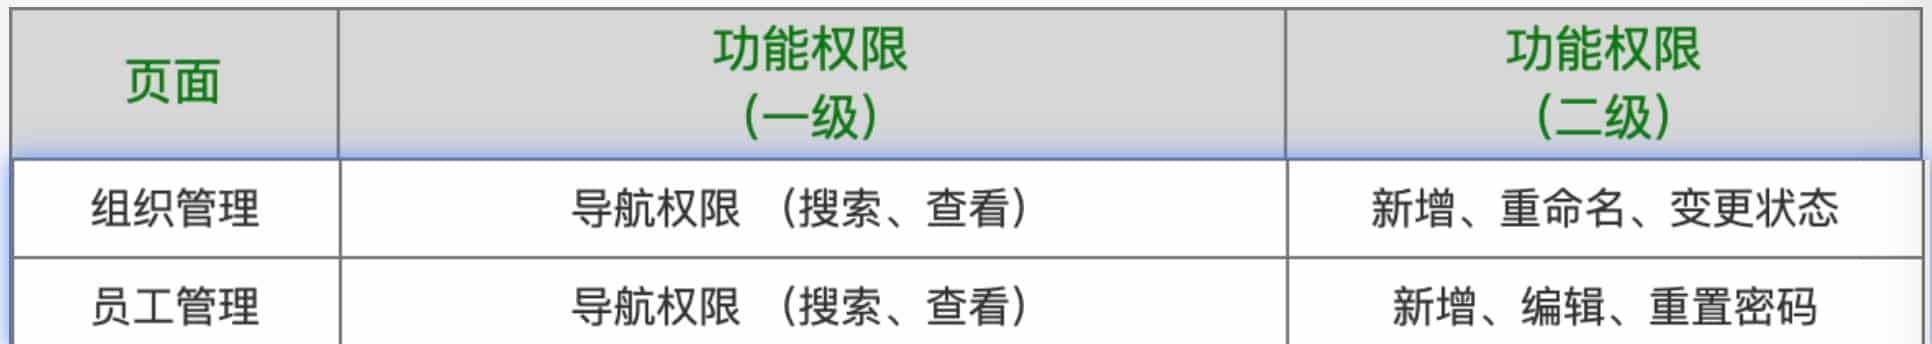 页面
功能权限
（一级）
功能权限
（二级）
组织管理
导航权限 （搜索、查看）
新增、重命名、变更状态
员工管理
导航权限 （搜索、查看）
新增、编辑、重置密码